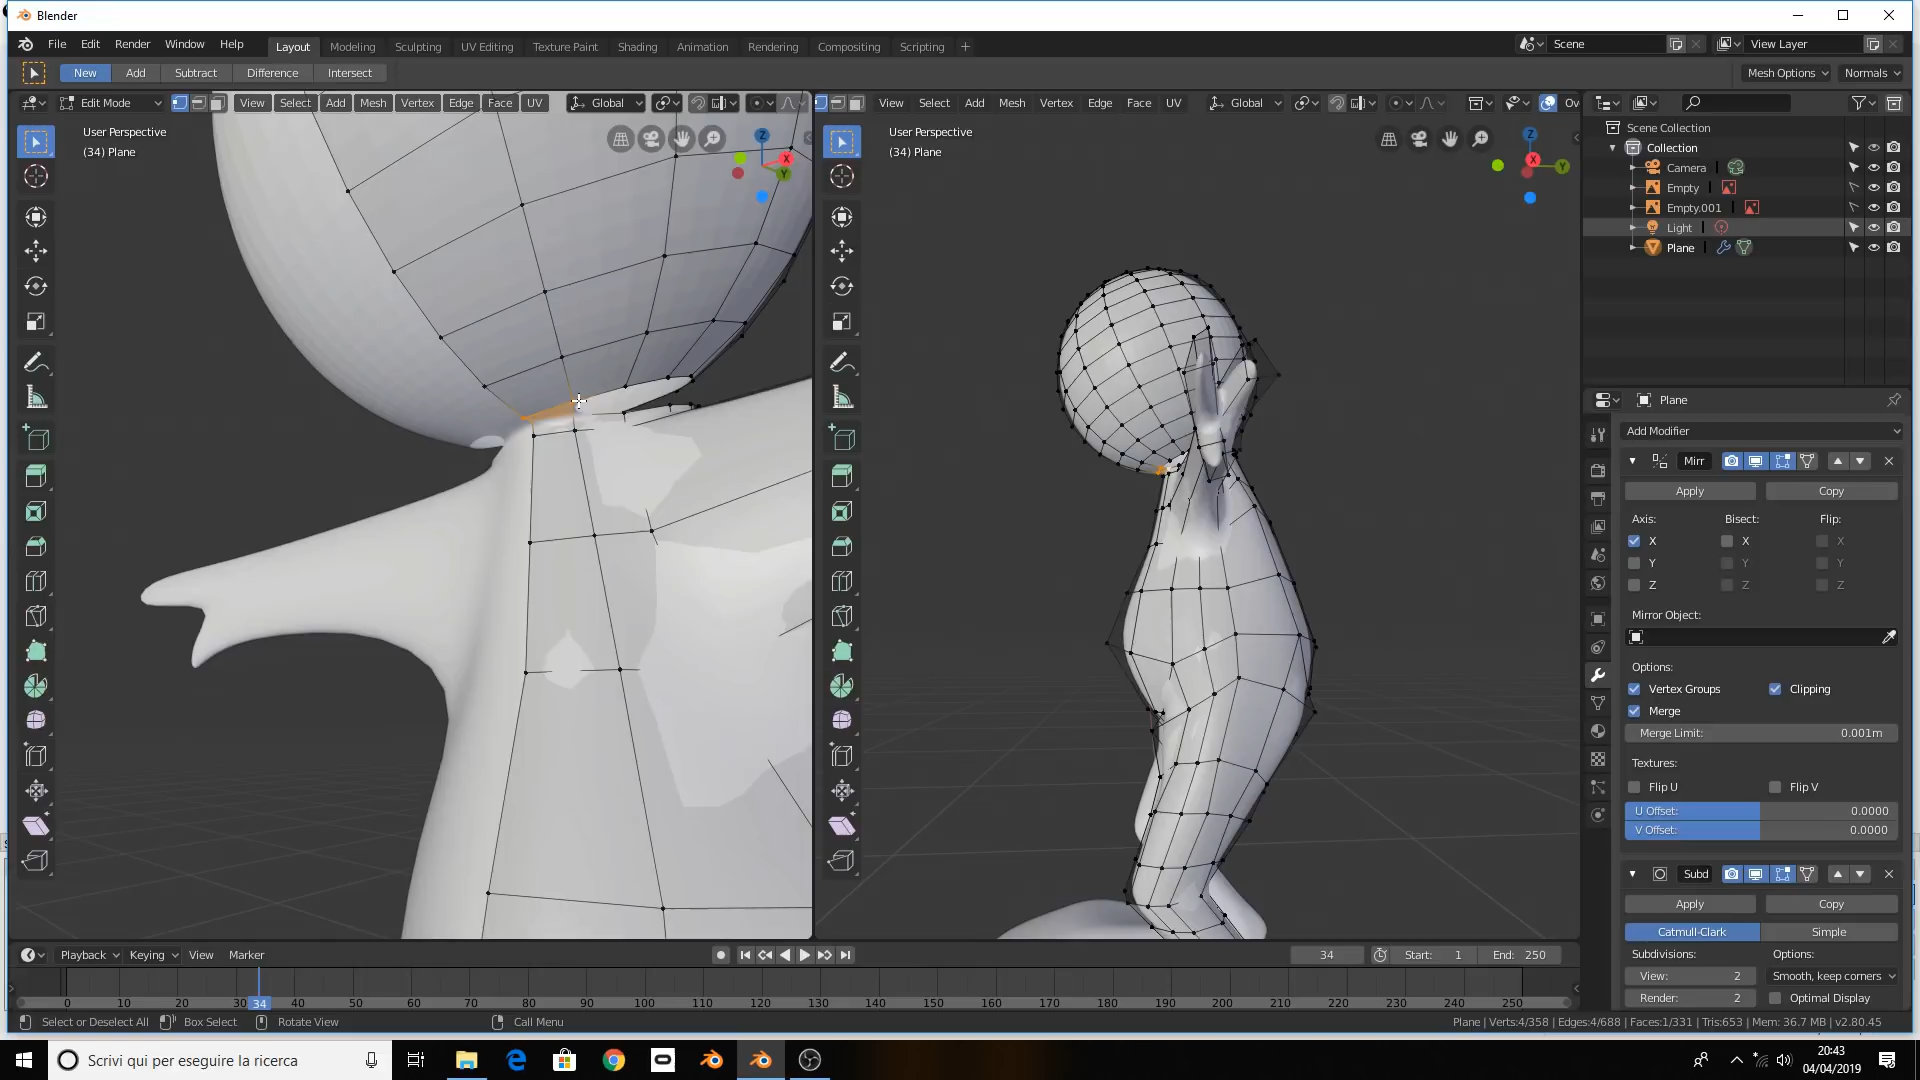 Blender
File Edit Render Window Help Layout Modeling Sculpting UV Editing Texture Paint Shading Animation Rendering Compositing Scripting + Scene View Layer
New Add Subtract Difference Intersect Mesh Options Normals
Edit Mode View Select Add Mesh Vertex Edge Face UV Global View Select Add Mesh Vertex Edge Face UV Global Ov
User Perspective
(34) Plane
Z
X
Y
User Perspective
(34) Plane
Z
X
Y
Scene Collection
Collection
Camera
Empty
Empty.001
Light
Plane
Plane
Add Modifier
Mirr
Apply Copy
Axis: Bisect: Flip:
X X X
Y Y Y
Z Z Z
Mirror Object:
Options:
Vertex Groups Clipping
Merge
Merge Limit: 0.001m
Textures:
Flip U Flip V
U Offset: 0.0000
V Offset: 0.0000
Subd
Apply Copy
Catmull-Clark Simple
Subdivisions: Options:
View: 2 Smooth, keep corners
Render: 2 Optimal Display
Playback Keying View Marker 34 Start: 1 End: 250
0 10 20 30 34 40 50 60 70 80 90 100 110 120 130 140 150 160 170 180 190 200 210 220 230 240 250
Select or Deselect All Box Select Rotate View Call Menu Plane | Verts:4/358 | Edges:4/688 | Faces:1/331 | Tris:653 | Mem: 36.7 MB | v2.80.45
Scrivi qui per eseguire la ricerca
20:43
04/04/2019